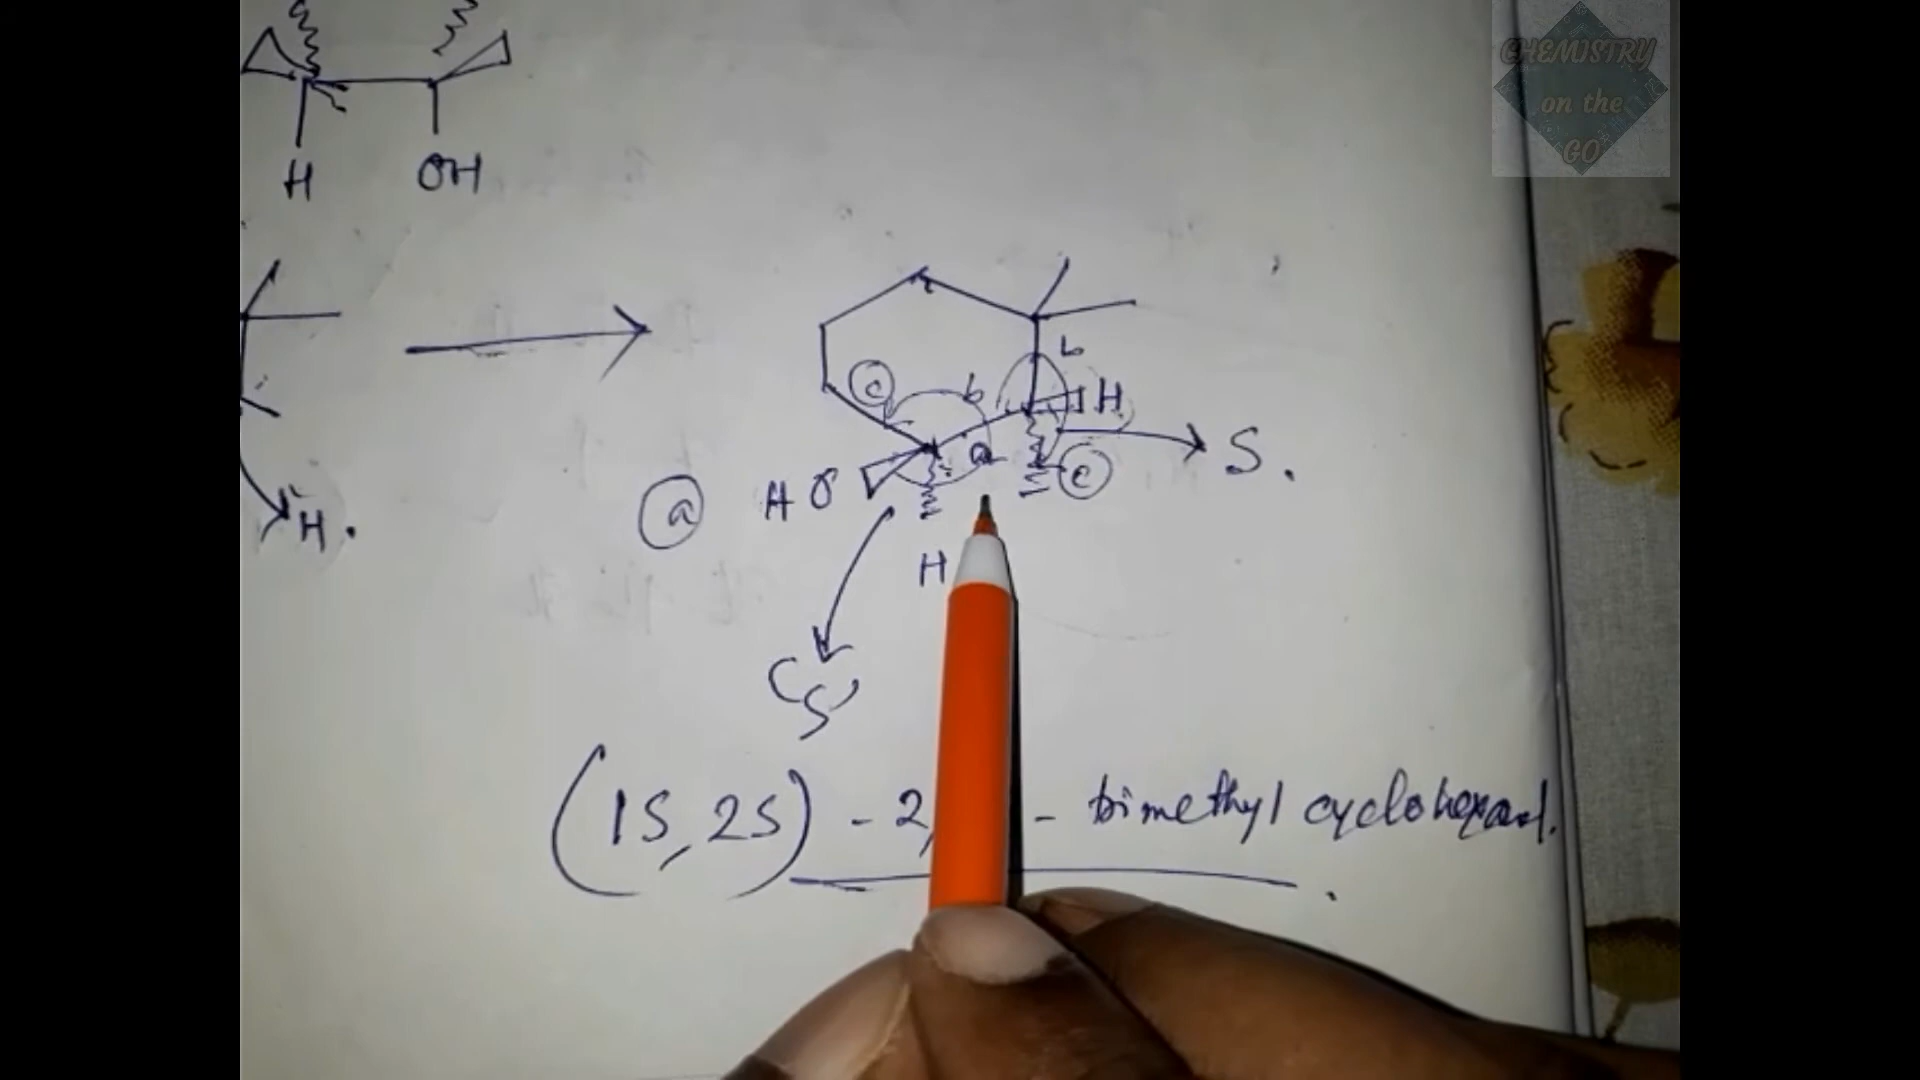 CHEMISTRY
on the
GO
H OH
b
c b H
a S.
HO c
a
H.
H
S
(1S, 2S) - 2, - trimethyl cyclohexanol.